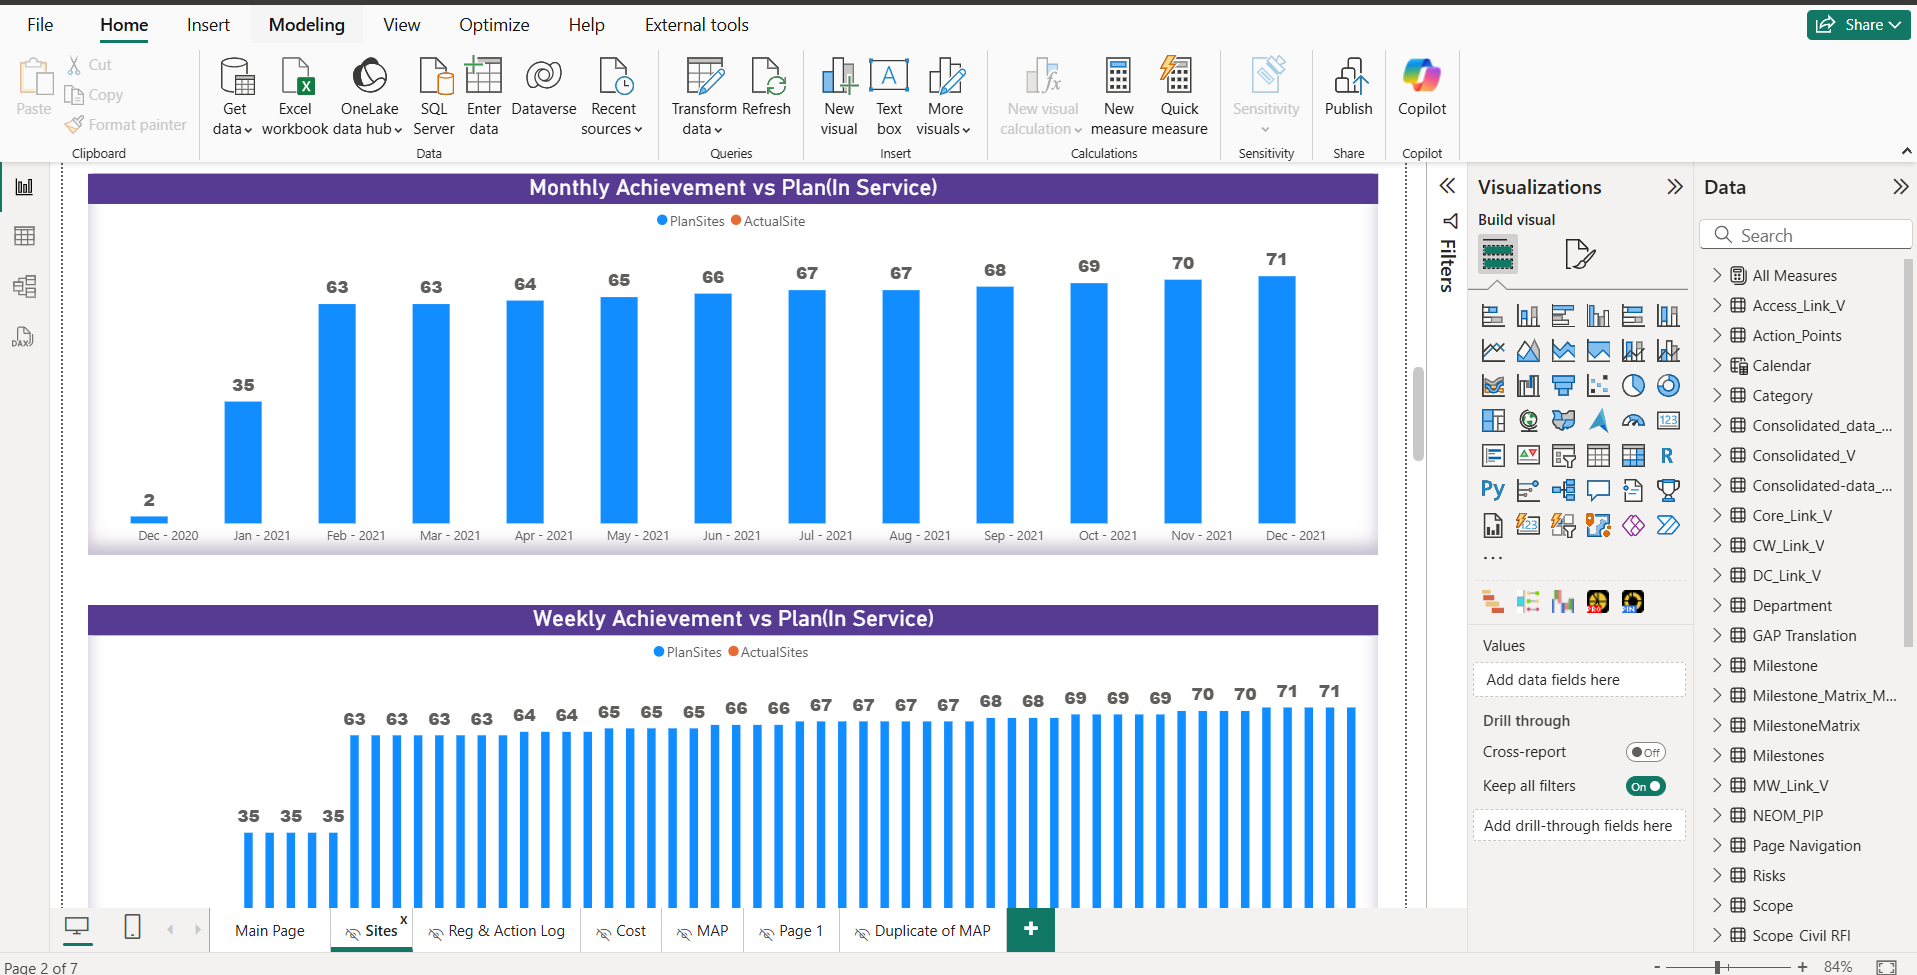 File Home Insert Modeling View Optimize Help External tools Share
Cut
Copy
Paste Format painter
Clipboard
Get data Excel workbook OneLake data hub SQL Server Enter data Dataverse Recent sources
Data
Transform data Refresh
Queries
New visual Text box More visuals
Insert
New visual calculation New measure Quick measure
Calculations
Sensitivity
Sensitivity
Publish
Share
Copilot
Copilot
Monthly Achievement vs Plan(In Service)
PlanSites ActualSite
2 35 63 63 64 65 66 67 67 68 69 70 71
Dec - 2020 Jan - 2021 Feb - 2021 Mar - 2021 Apr - 2021 May - 2021 Jun - 2021 Jul - 2021 Aug - 2021 Sep - 2021 Oct - 2021 Nov - 2021 Dec - 2021
Weekly Achievement vs Plan(In Service)
PlanSites ActualSites
35 35 35 63 63 63 63 64 64 65 65 65 66 66 67 67 67 67 68 68 69 69 69 70 70 71 71
Filters
Visualizations
Build visual
123
R
Py
123
PRO
Values
Add data fields here
Drill through
Cross-report Off
Keep all filters On
Add drill-through fields here
Data
Search
All Measures
Access_Link_V
Action_Points
Calendar
Category
Consolidated_data_...
Consolidated_V
Consolidated-data_...
Core_Link_V
CW_Link_V
DC_Link_V
Department
GAP Translation
Milestone
Milestone_Matrix_M...
MilestoneMatrix
Milestones
MW_Link_V
NEOM_PIP
Page Navigation
Risks
Scope
Scope Civil RFI
DAX
Main Page Sites x Reg & Action Log Cost MAP Page 1 Duplicate of MAP +
Page 2 of 7
- + 84%